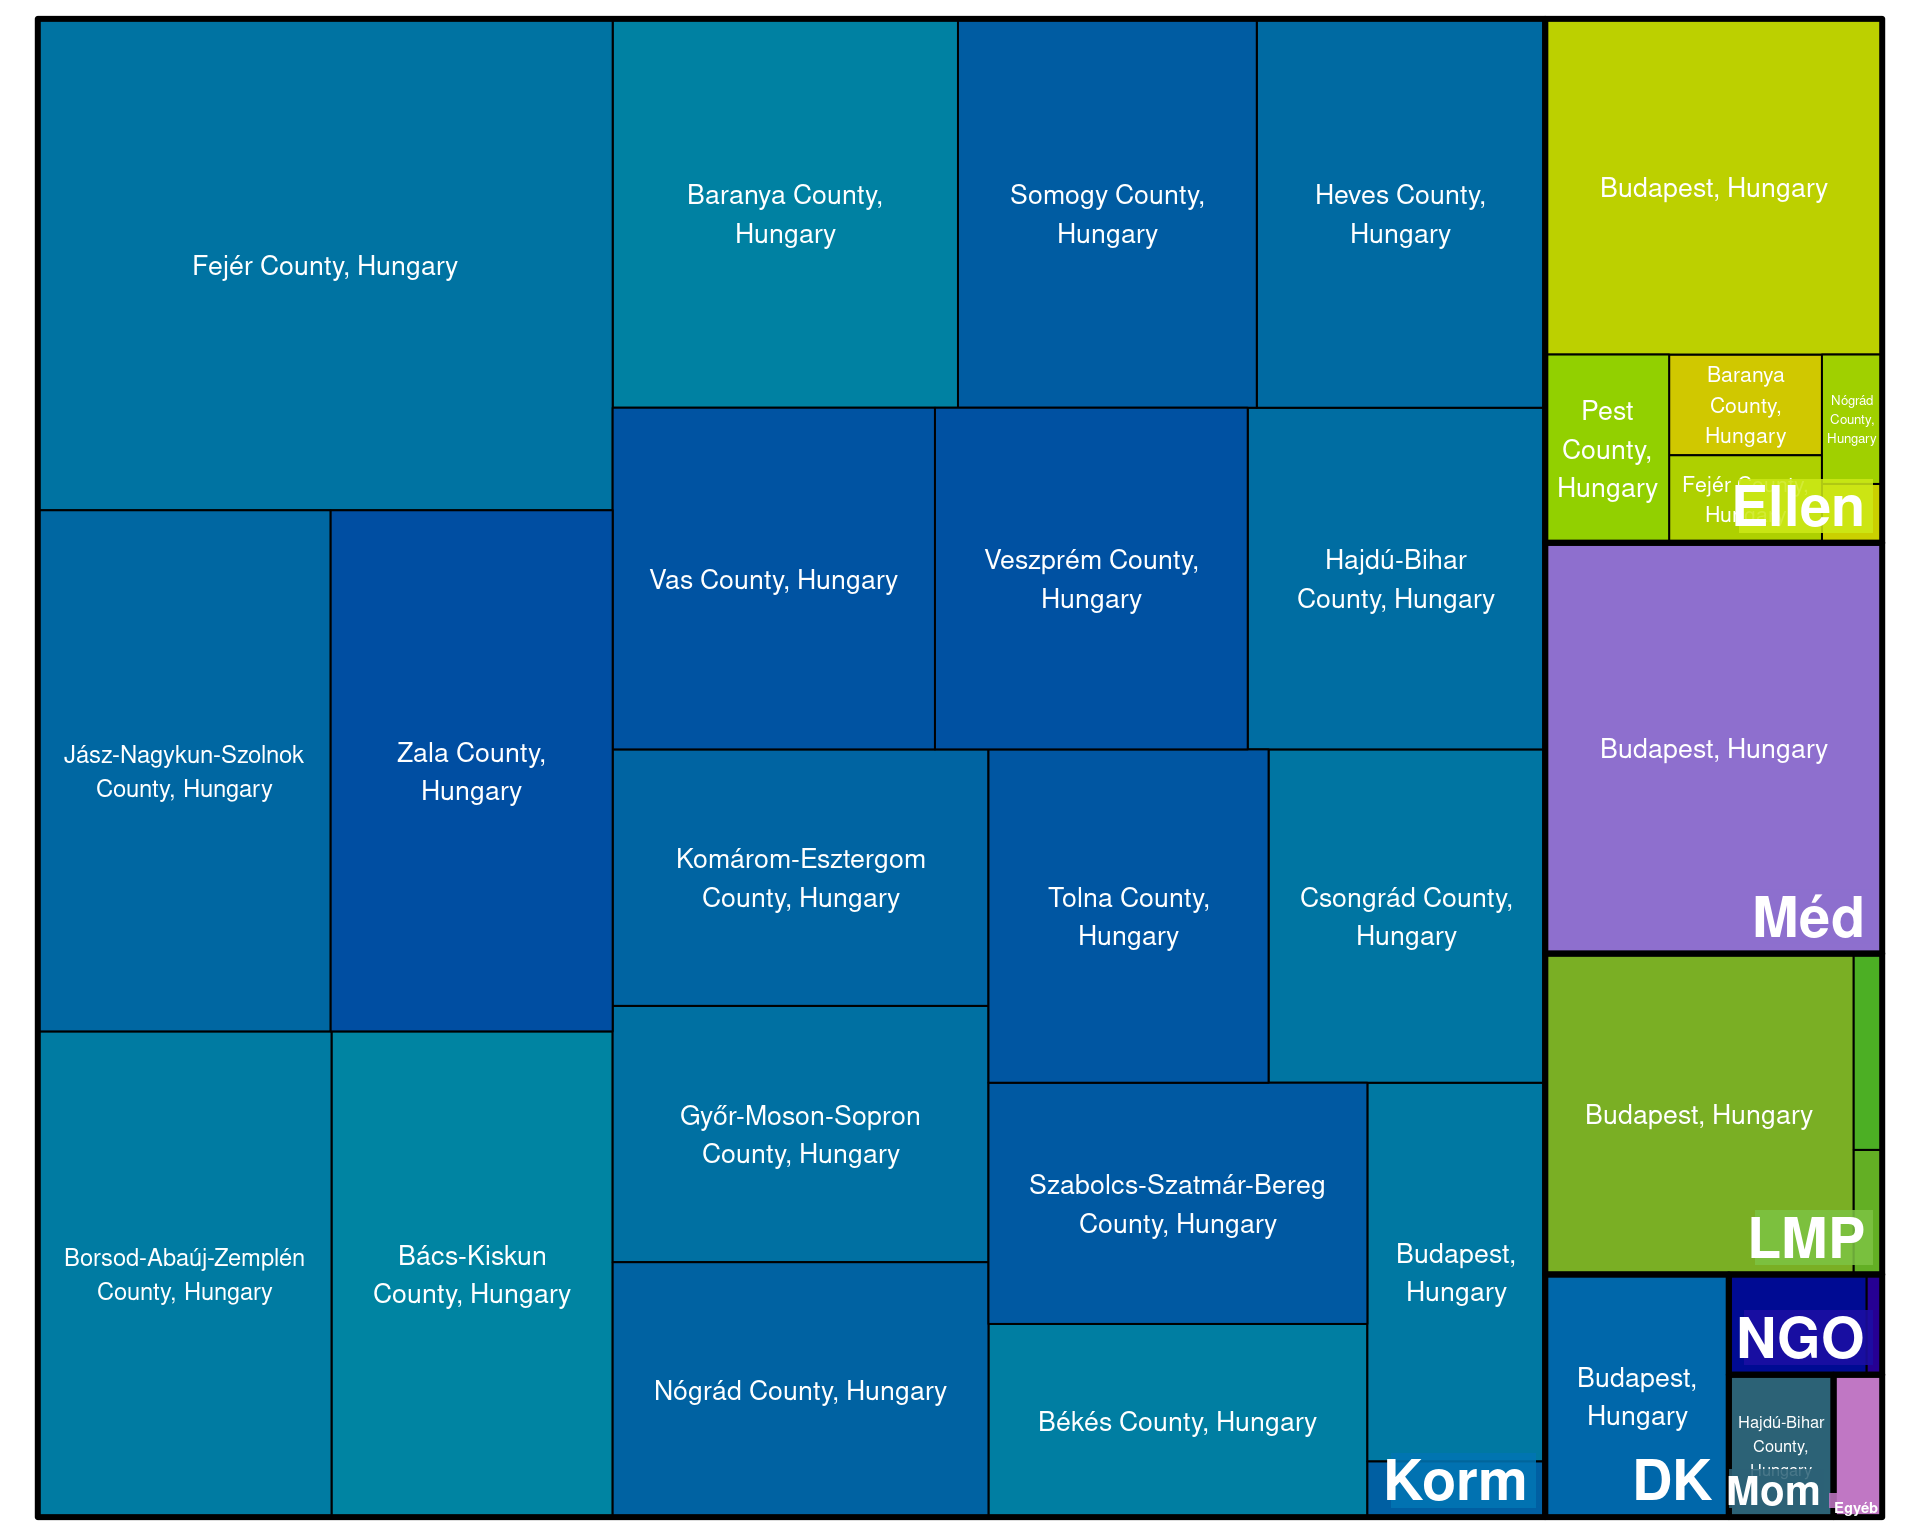 Fejér County, Hungary
Baranya County,
Hungary
Somogy County,
Hungary
Heves County,
Hungary
Jász-Nagykun-Szolnok
County, Hungary
Zala County,
Hungary
Vas County, Hungary
Veszprém County,
Hungary
Hajdú-Bihar
County, Hungary
Komárom-Esztergom
County, Hungary
Tolna County,
Hungary
Csongrád County,
Hungary
Borsod-Abaúj-Zemplén
County, Hungary
Bács-Kiskun
County, Hungary
Győr-Moson-Sopron
County, Hungary
Nógrád County, Hungary
Szabolcs-Szatmár-Bereg
County, Hungary
Békés County, Hungary
Budapest,
Hungary
Korm
Budapest, Hungary
Pest
County,
Hungary
Baranya
County,
Hungary
Nógrád
County,
Hungary
Fejér County,
Hungary
Ellen
Budapest, Hungary
Méd
Budapest, Hungary
LMP
Budapest,
Hungary
DK
NGO
Hajdú-Bihar
County,
Hungary
Mom
Egyéb